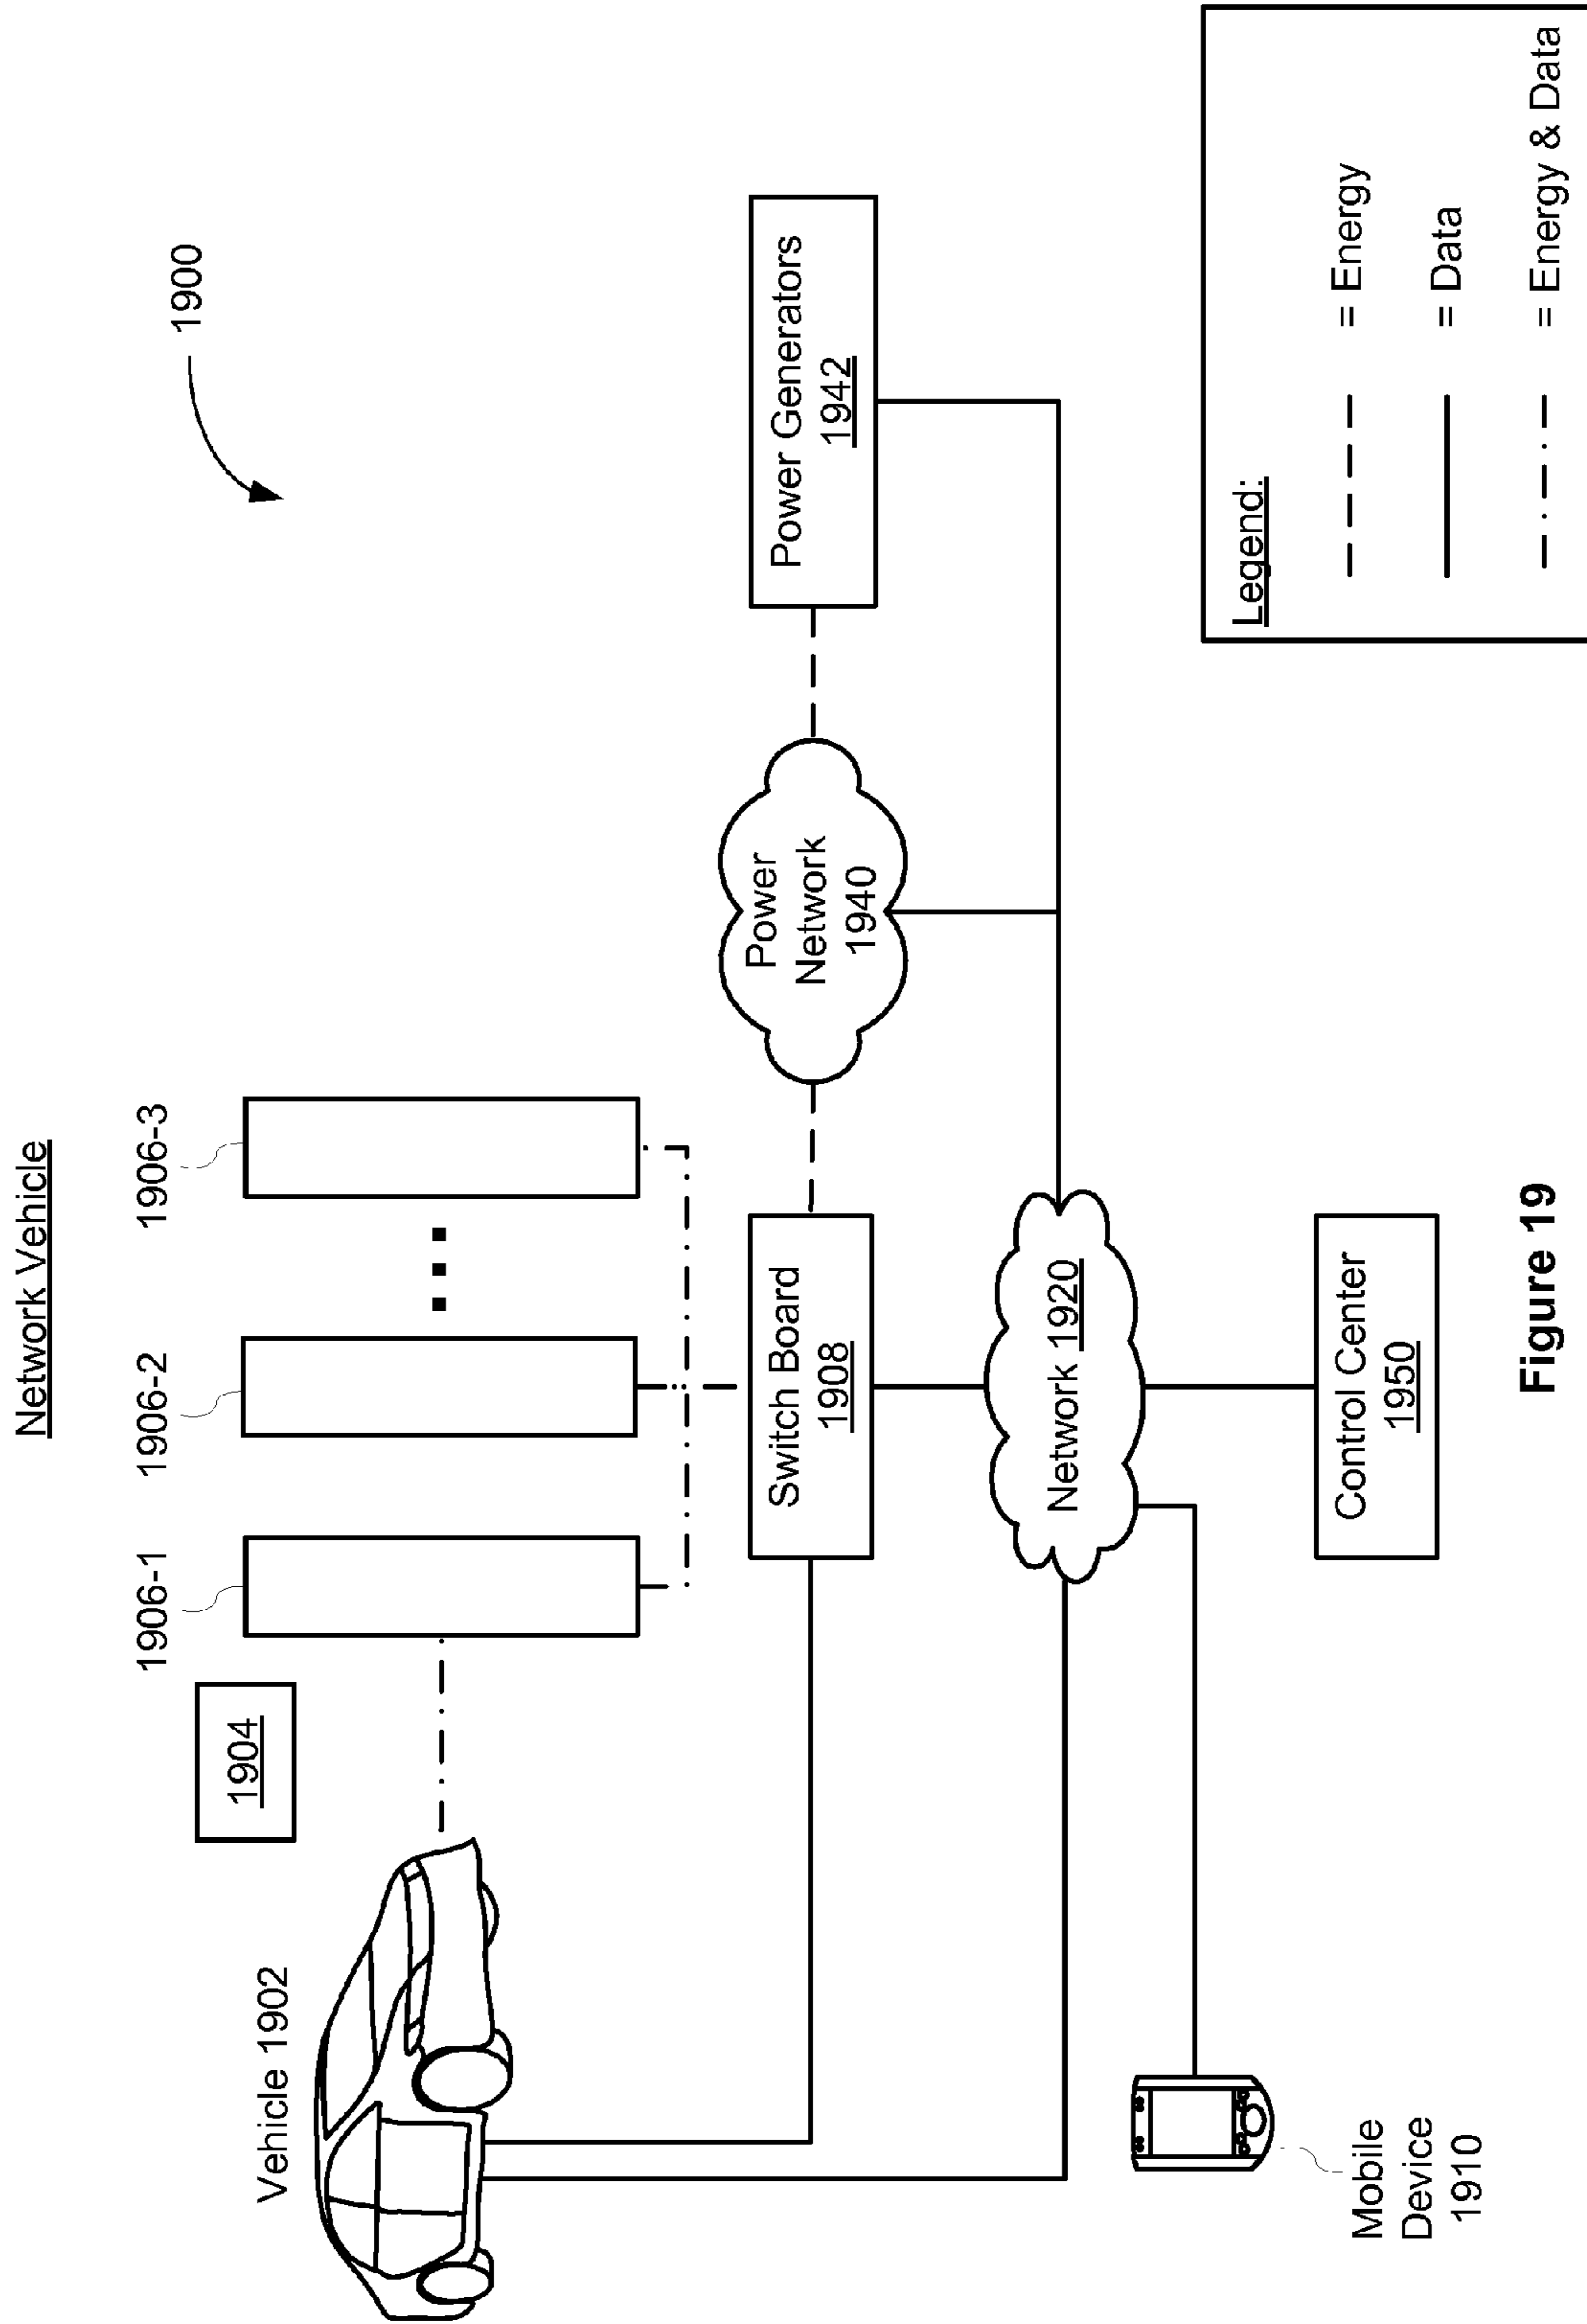 Network Vehicle
1900
Vehicle 1902
1904
1906-1
1906-2
1906-3
Switch Board
1908
Power
Network
1940
Power Generators
1942
Network 1920
Mobile
Device
1910
Control Center
1950
Legend:
= Energy
= Data
= Energy & Data
Figure 19